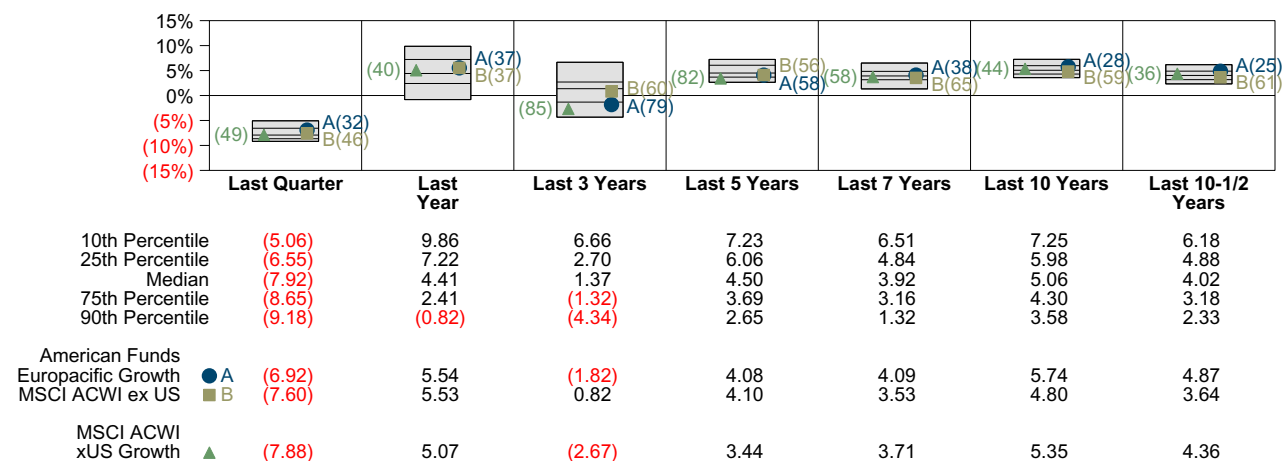 15%
10%
5%
0%
(5%)
(10%)
(15%)
(49) A(32)
B(46)
(40) A(37)
B(37)
(85) B(60)
A(79)
(82) B(56)
A(58)
(58) A(38)
B(65)
(44) A(28)
B(59)
(36) A(25)
B(61)
Last Quarter Last Last 3 Years Last 5 Years Last 7 Years Last 10 Years Last 10-1/2
Year Years
10th Percentile (5.06) 9.86 6.66 7.23 6.51 7.25 6.18
25th Percentile (6.55) 7.22 2.70 6.06 4.84 5.98 4.88
Median (7.92) 4.41 1.37 4.50 3.92 5.06 4.02
75th Percentile (8.65) 2.41 (1.32) 3.69 3.16 4.30 3.18
90th Percentile (9.18) (0.82) (4.34) 2.65 1.32 3.58 2.33
American Funds
Europacific Growth A (6.92) 5.54 (1.82) 4.08 4.09 5.74 4.87
MSCI ACWI ex US B (7.60) 5.53 0.82 4.10 3.53 4.80 3.64
MSCI ACWI
xUS Growth (7.88) 5.07 (2.67) 3.44 3.71 5.35 4.36